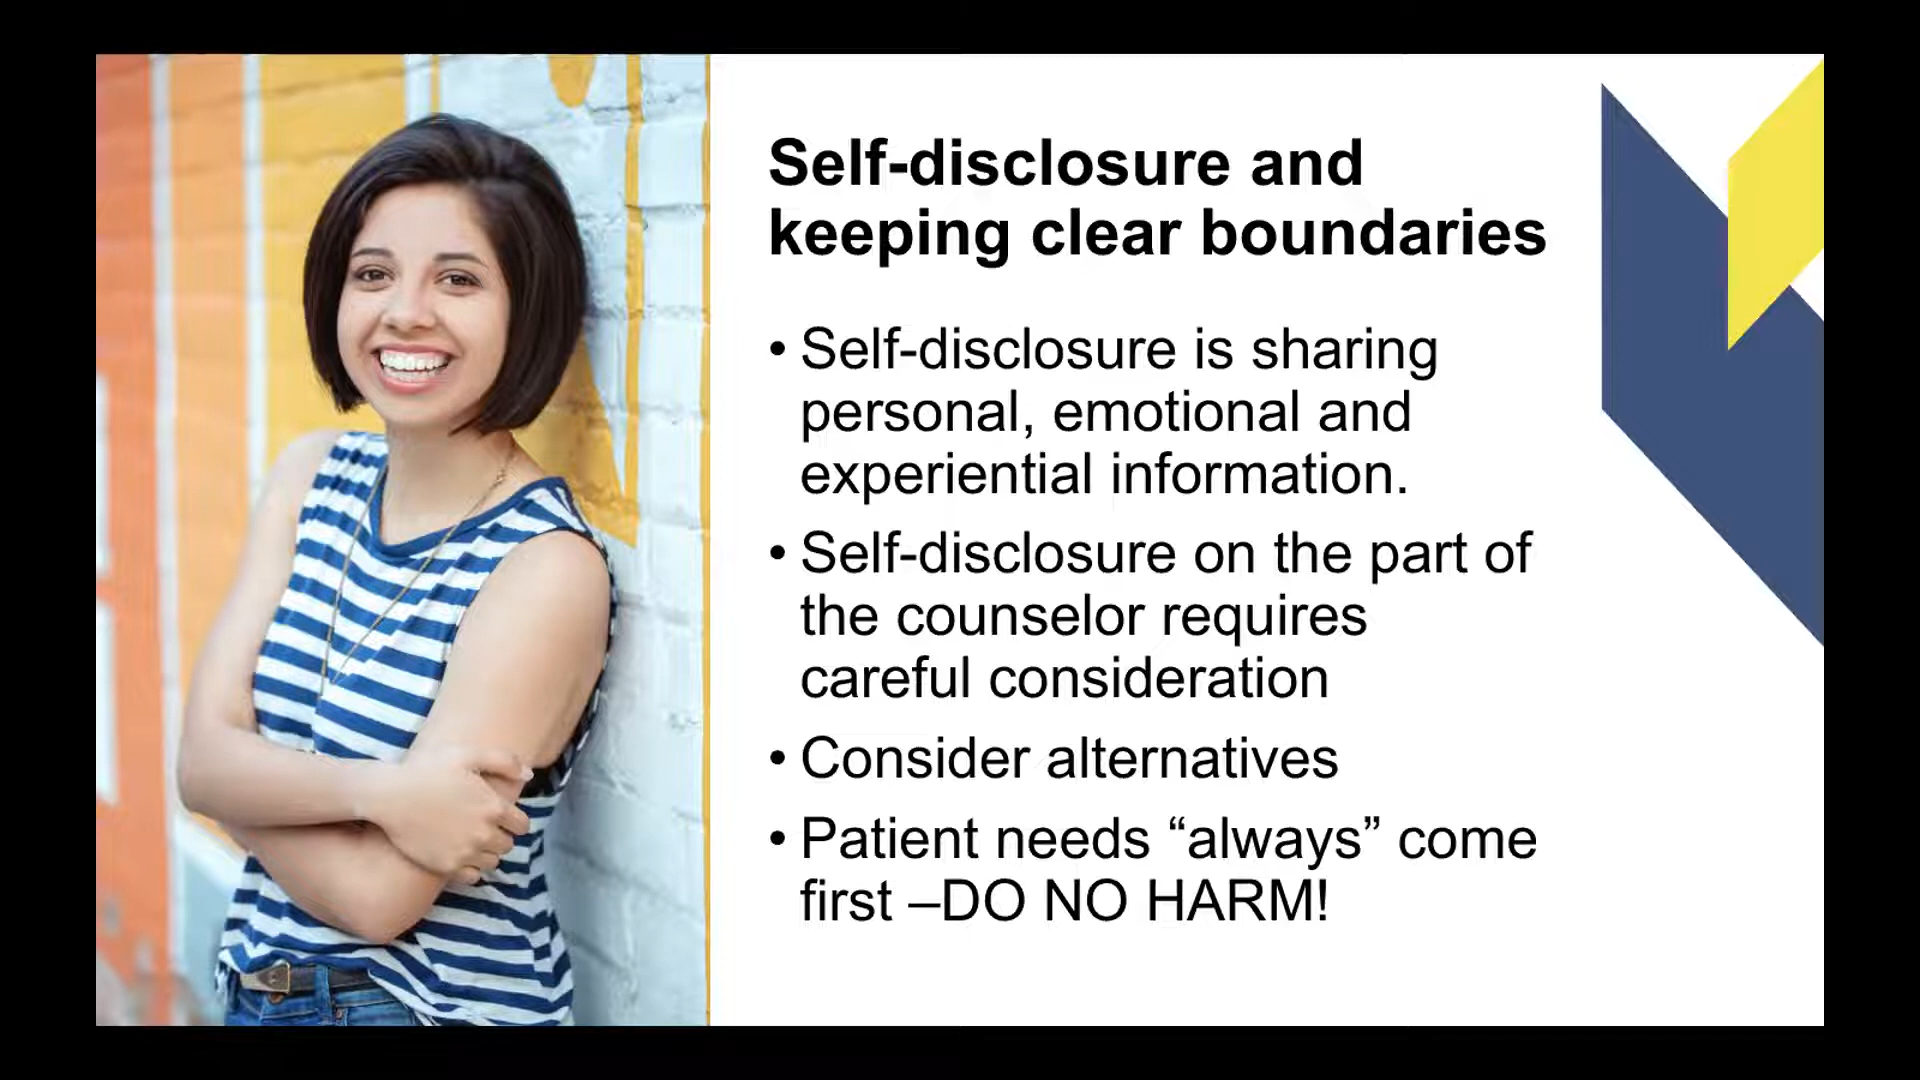 Self-disclosure and
keeping clear boundaries
• Self-disclosure is sharing
personal, emotional and
experiential information.
• Self-disclosure on the part of
the counselor requires
careful consideration
• Consider alternatives
• Patient needs “always” come
first –DO NO HARM!